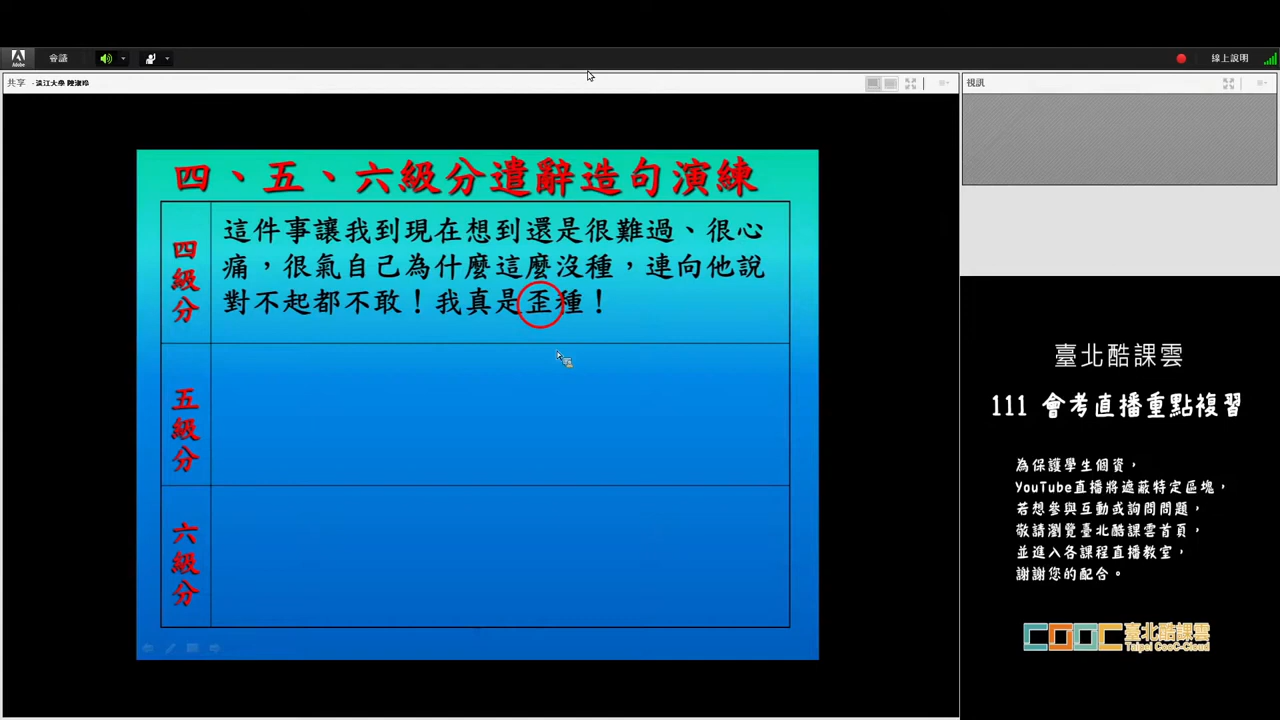 Adobe
會議
線上說明
共享 - 淡江大學 陳淑玲
視訊
四、五、六級分遣辭造句演練
四級分
這件事讓我到現在想到還是很難過、很心
痛，很氣自己為什麼這麼沒種，連向他說
對不起都不敢！我真是歪種！
五級分
六級分
臺北酷課雲
111 會考直播重點複習
為保護學生個資，
YouTube直播將遮蔽特定區塊，
若想參與互動或詢問問題，
敬請瀏覽臺北酷課雲首頁，
並進入各課程直播教室，
謝謝您的配合。
COOC 臺北酷課雲
Taipei CooC-Cloud